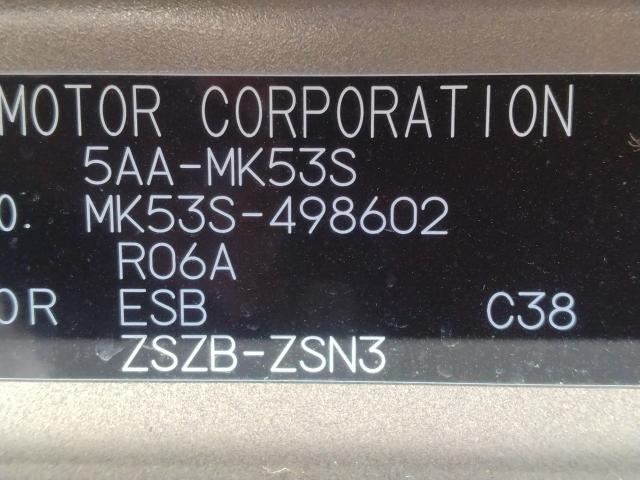 MOTOR CORPORATION
5AA-MK53S
0. MK53S-498602
R06A
OR ESB C38
ZSZB-ZSN3